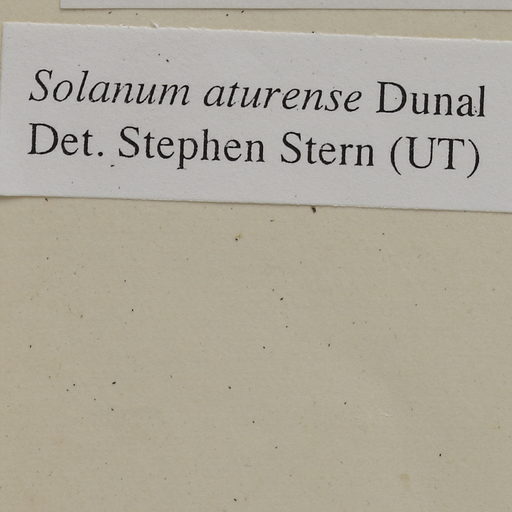 Solanum aturense Dunal
Det. Stephen Stern (UT)